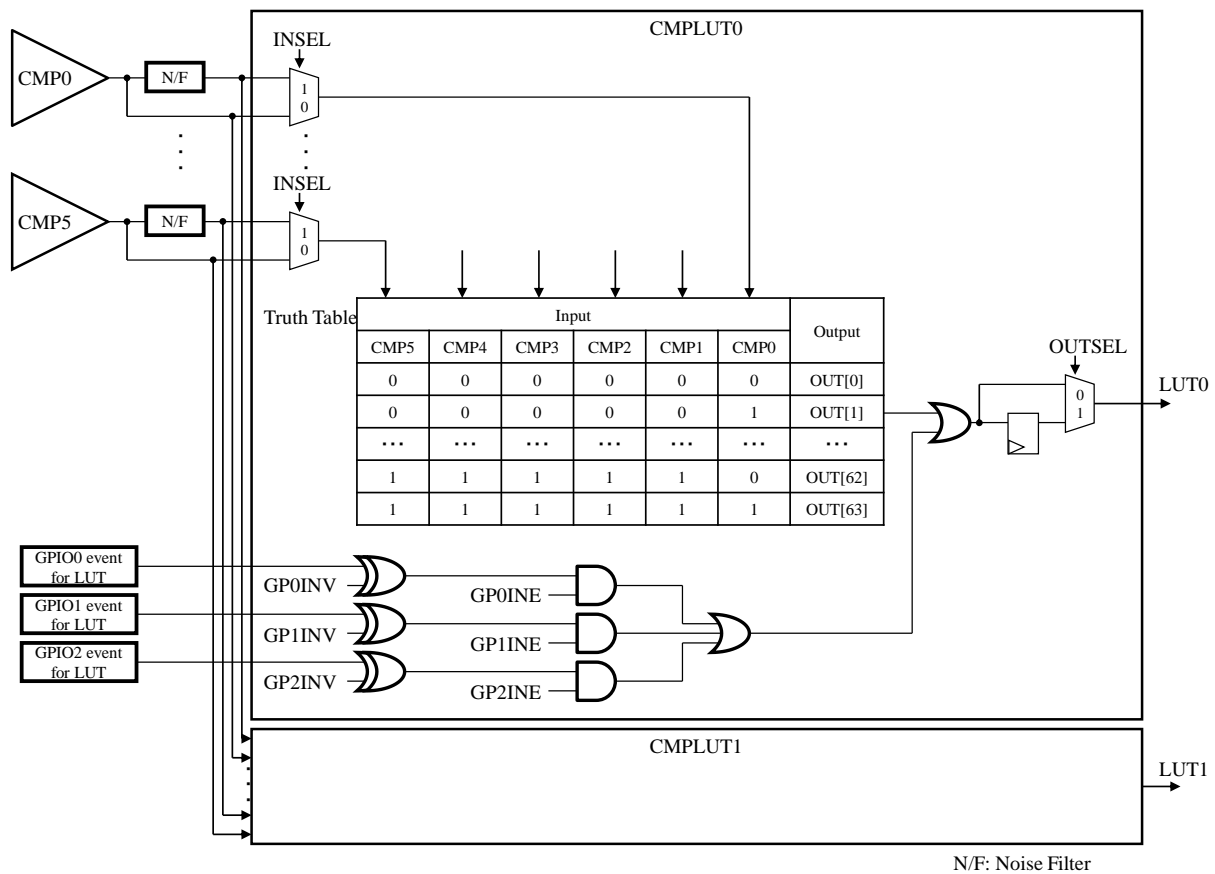 CMPLUT0
INSEL
CMP0
N/F
1
0
INSEL
CMP5
N/F
1
0
Truth Table
Input
Output
CMP5 CMP4 CMP3 CMP2 CMP1 CMP0
0 0 0 0 0 0 OUT[0]
0 0 0 0 0 1 OUT[1]
... ... ... ... ... ... ...
1 1 1 1 1 0 OUT[62]
1 1 1 1 1 1 OUT[63]
OUTSEL
0
1
LUT0
GPIO0 event
for LUT
GP0INV
GP0INE
GPIO1 event
for LUT
GP1INV
GP1INE
GPIO2 event
for LUT
GP2INV
GP2INE
CMPLUT1
LUT1
N/F: Noise Filter